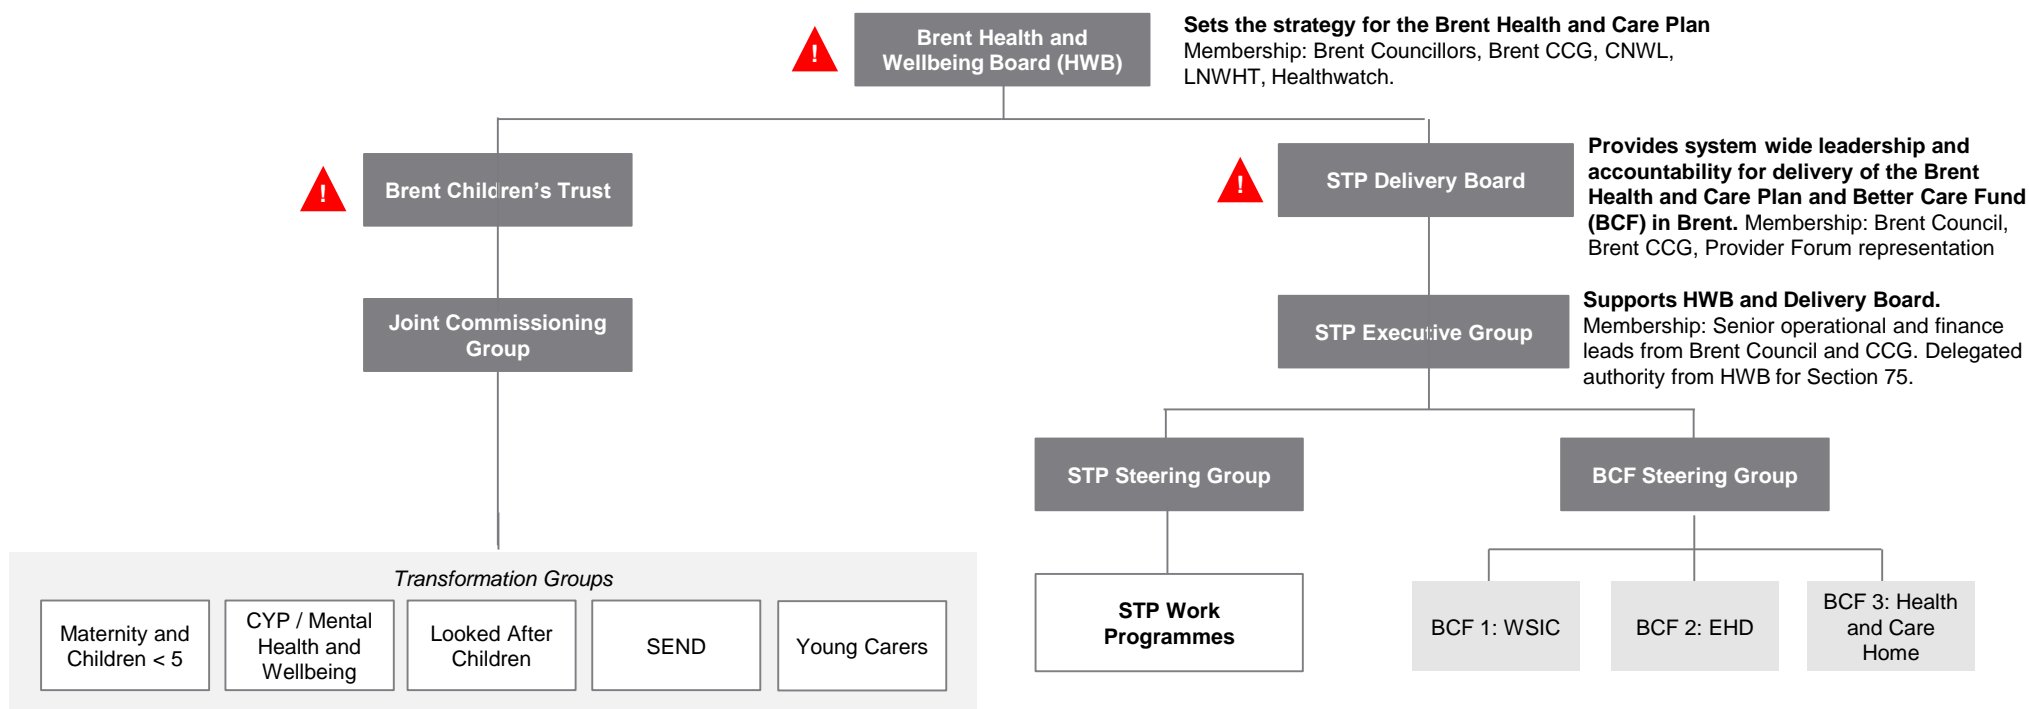 !
Brent Health and
Wellbeing Board (HWB)
Sets the strategy for the Brent Health and Care Plan
Membership: Brent Councillors, Brent CCG, CNWL,
LNWHT, Healthwatch.
!
Brent Children’s Trust
!
STP Delivery Board
Provides system wide leadership and
accountability for delivery of the Brent
Health and Care Plan and Better Care Fund
(BCF) in Brent. Membership: Brent Council,
Brent CCG, Provider Forum representation
Joint Commissioning
Group
STP Executive Group
Supports HWB and Delivery Board.
Membership: Senior operational and finance
leads from Brent Council and CCG. Delegated
authority from HWB for Section 75.
STP Steering Group
BCF Steering Group
Transformation Groups
Maternity and
Children < 5
CYP / Mental
Health and
Wellbeing
Looked After
Children
SEND
Young Carers
STP Work
Programmes
BCF 1: WSIC
BCF 2: EHD
BCF 3: Health
and Care
Home